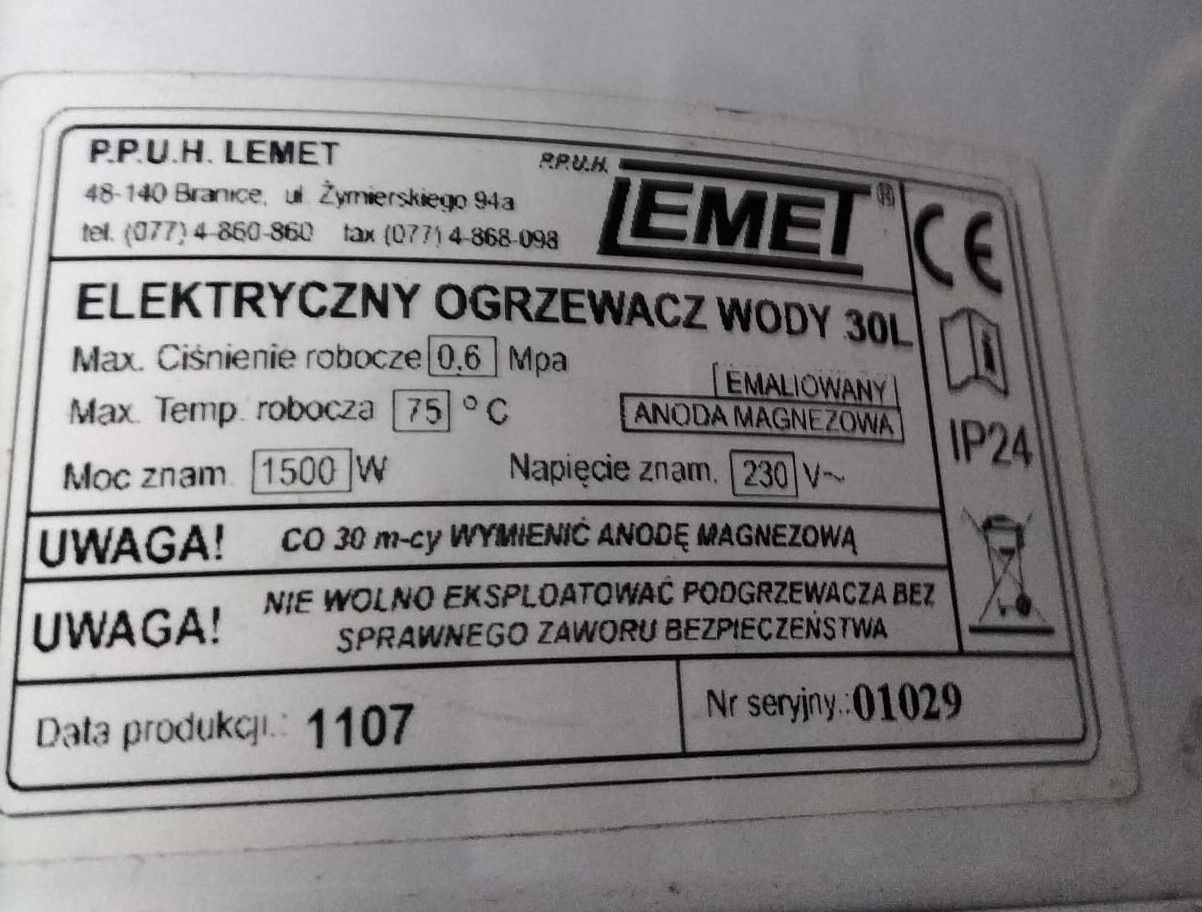 P.P.U.H. LEMET
48-140 Branice, ul. Żymierskiego 94a
tel. (077) 4-860-860 fax (077) 4-868-098
P.P.U.H.
LEMET®
CE
ELEKTRYCZNY OGRZEWACZ WODY 30L
Max. Ciśnienie robocze 0,6 Mpa
EMALIOWANY
Max. Temp. robocza 75 °C
ANODA MAGNEZOWA
Moc znam. 1500 W Napięcie znam. 230 V~
i
IP24
UWAGA! CO 30 m-cy WYMIENIĆ ANODĘ MAGNEZOWĄ
UWAGA! NIE WOLNO EKSPLOATOWAĆ PODGRZEWACZA BEZ
SPRAWNEGO ZAWORU BEZPIECZEŃSTWA
Data produkcji.: 1107 Nr seryjny.:01029